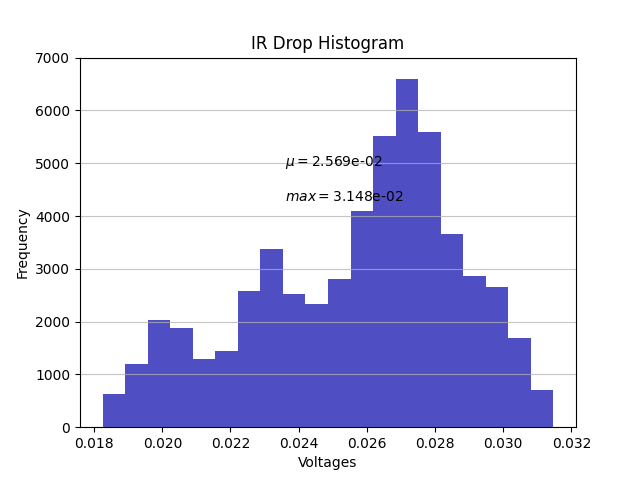 IR Drop Histogram
7000
6000
5000
4000
3000
2000
1000
0
Frequency
μ = 2.569e-02
max = 3.148e-02
0.018 0.020 0.022 0.024 0.026 0.028 0.030 0.032
Voltages